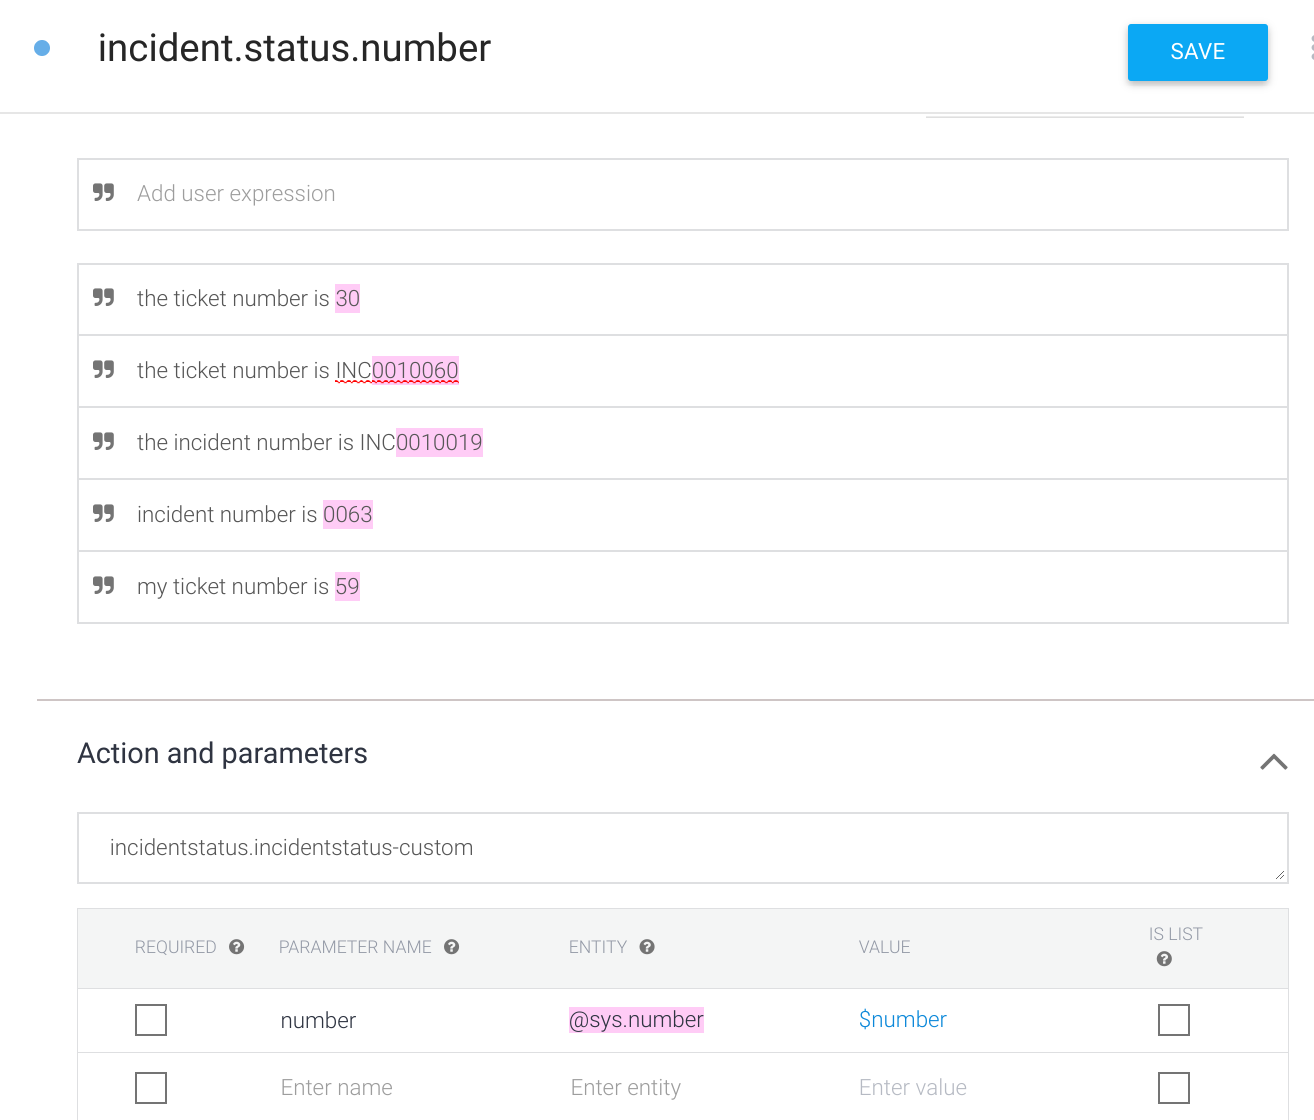 incident.status.number
SAVE
Add user expression
the ticket number is 30
the ticket number is INC0010060
the incident number is INC0010019
incident number is 0063
my ticket number is 59
Action and parameters
incidentstatus.incidentstatus-custom
REQUIRED ? PARAMETER NAME ? ENTITY ? VALUE IS LIST ?
number @sys.number $number
Enter name Enter entity Enter value